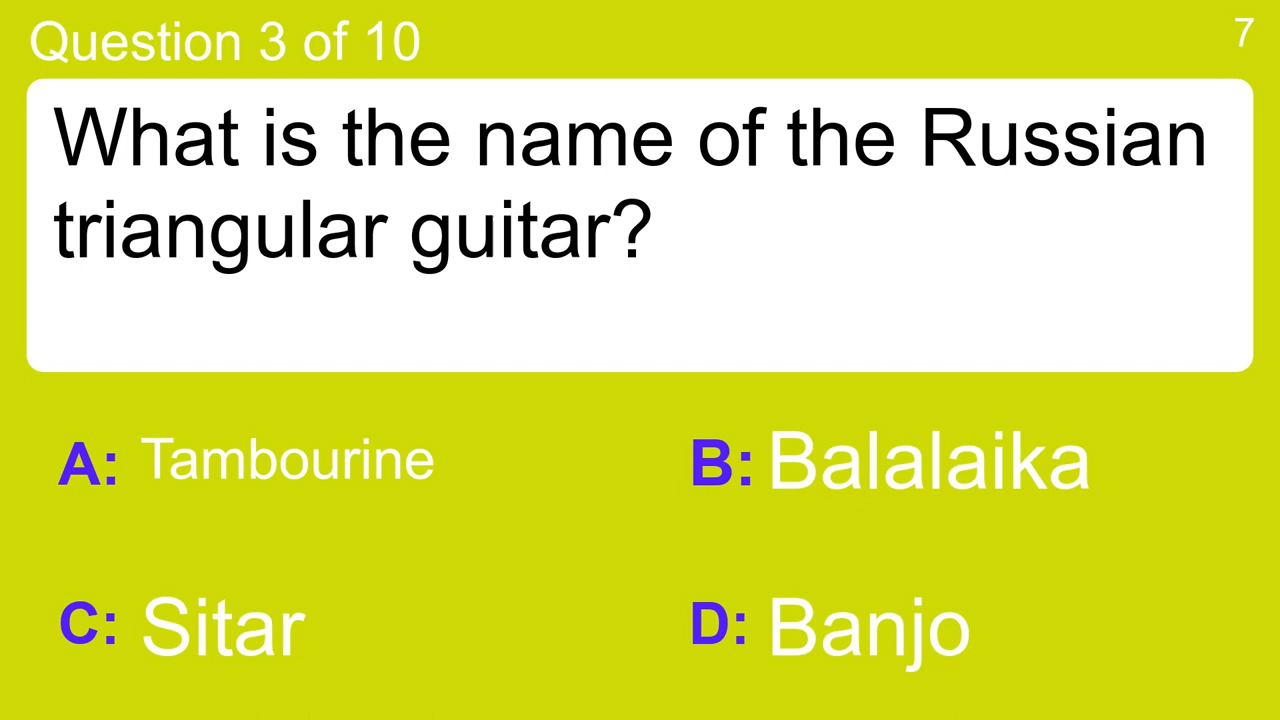 Question 3 of 10
7
What is the name of the Russian
triangular guitar?
A: Tambourine
B: Balalaika
C: Sitar
D: Banjo